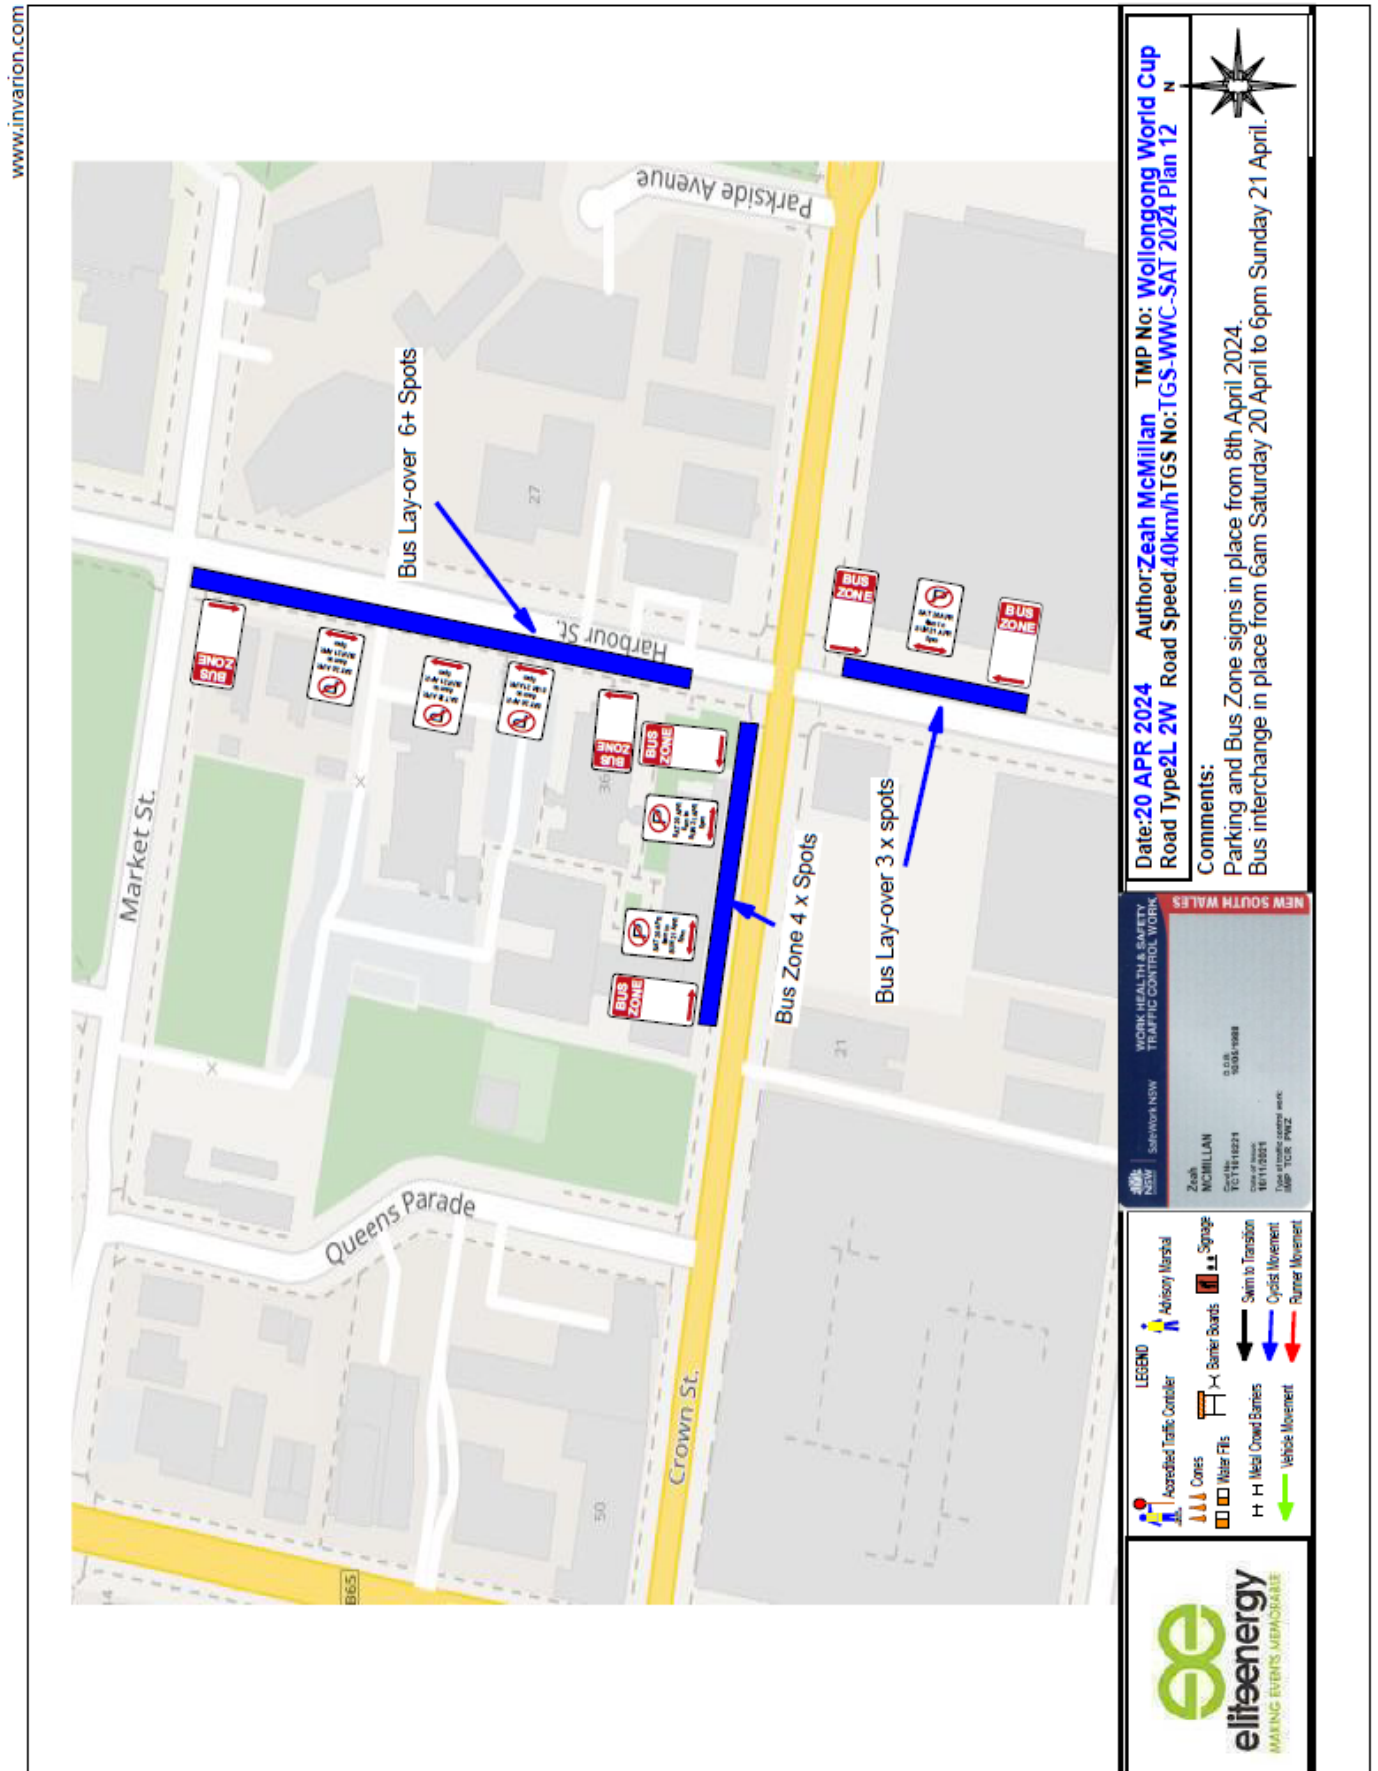 www.invarion.com
Market St.
Queens Parade
Crown St.
Harbour St.
Parkside Avenue
B65
50
21
27
36
Bus Lay-over 6+ Spots
Bus Zone 4 x Spots
Bus Lay-over 3 x spots
BUS
ZONE
BUS
ZONE
BUS
ZONE
BUS
ZONE
BUS
ZONE
BUS
ZONE
eliteenergy
MAKING EVENTS MEMORABLE
LEGEND
Accredited Traffic Contoller
Advisory Marshal
Cones
Water Fills
Barrier Boards
Signage
Metal Crowd Barriers
Swim to Transition
Vehicle Movement
Cyclist Movement
Runner Movement
NSW
SafeWork NSW
WORK HEALTH & SAFETY
TRAFFIC CONTROL WORK
NEW SOUTH WALES
Zeah
MCMILLAN
Date:20 APR 2024 Author:Zeah McMillan TMP No: Wollongong World Cup
Road Type2L 2W Road Speed:40km/hTGS No:TGS-WWC-SAT 2024 Plan 12
N
Comments:
Parking and Bus Zone signs in place from 8th April 2024.
Bus interchange in place from 6am Saturday 20 April to 6pm Sunday 21 April.